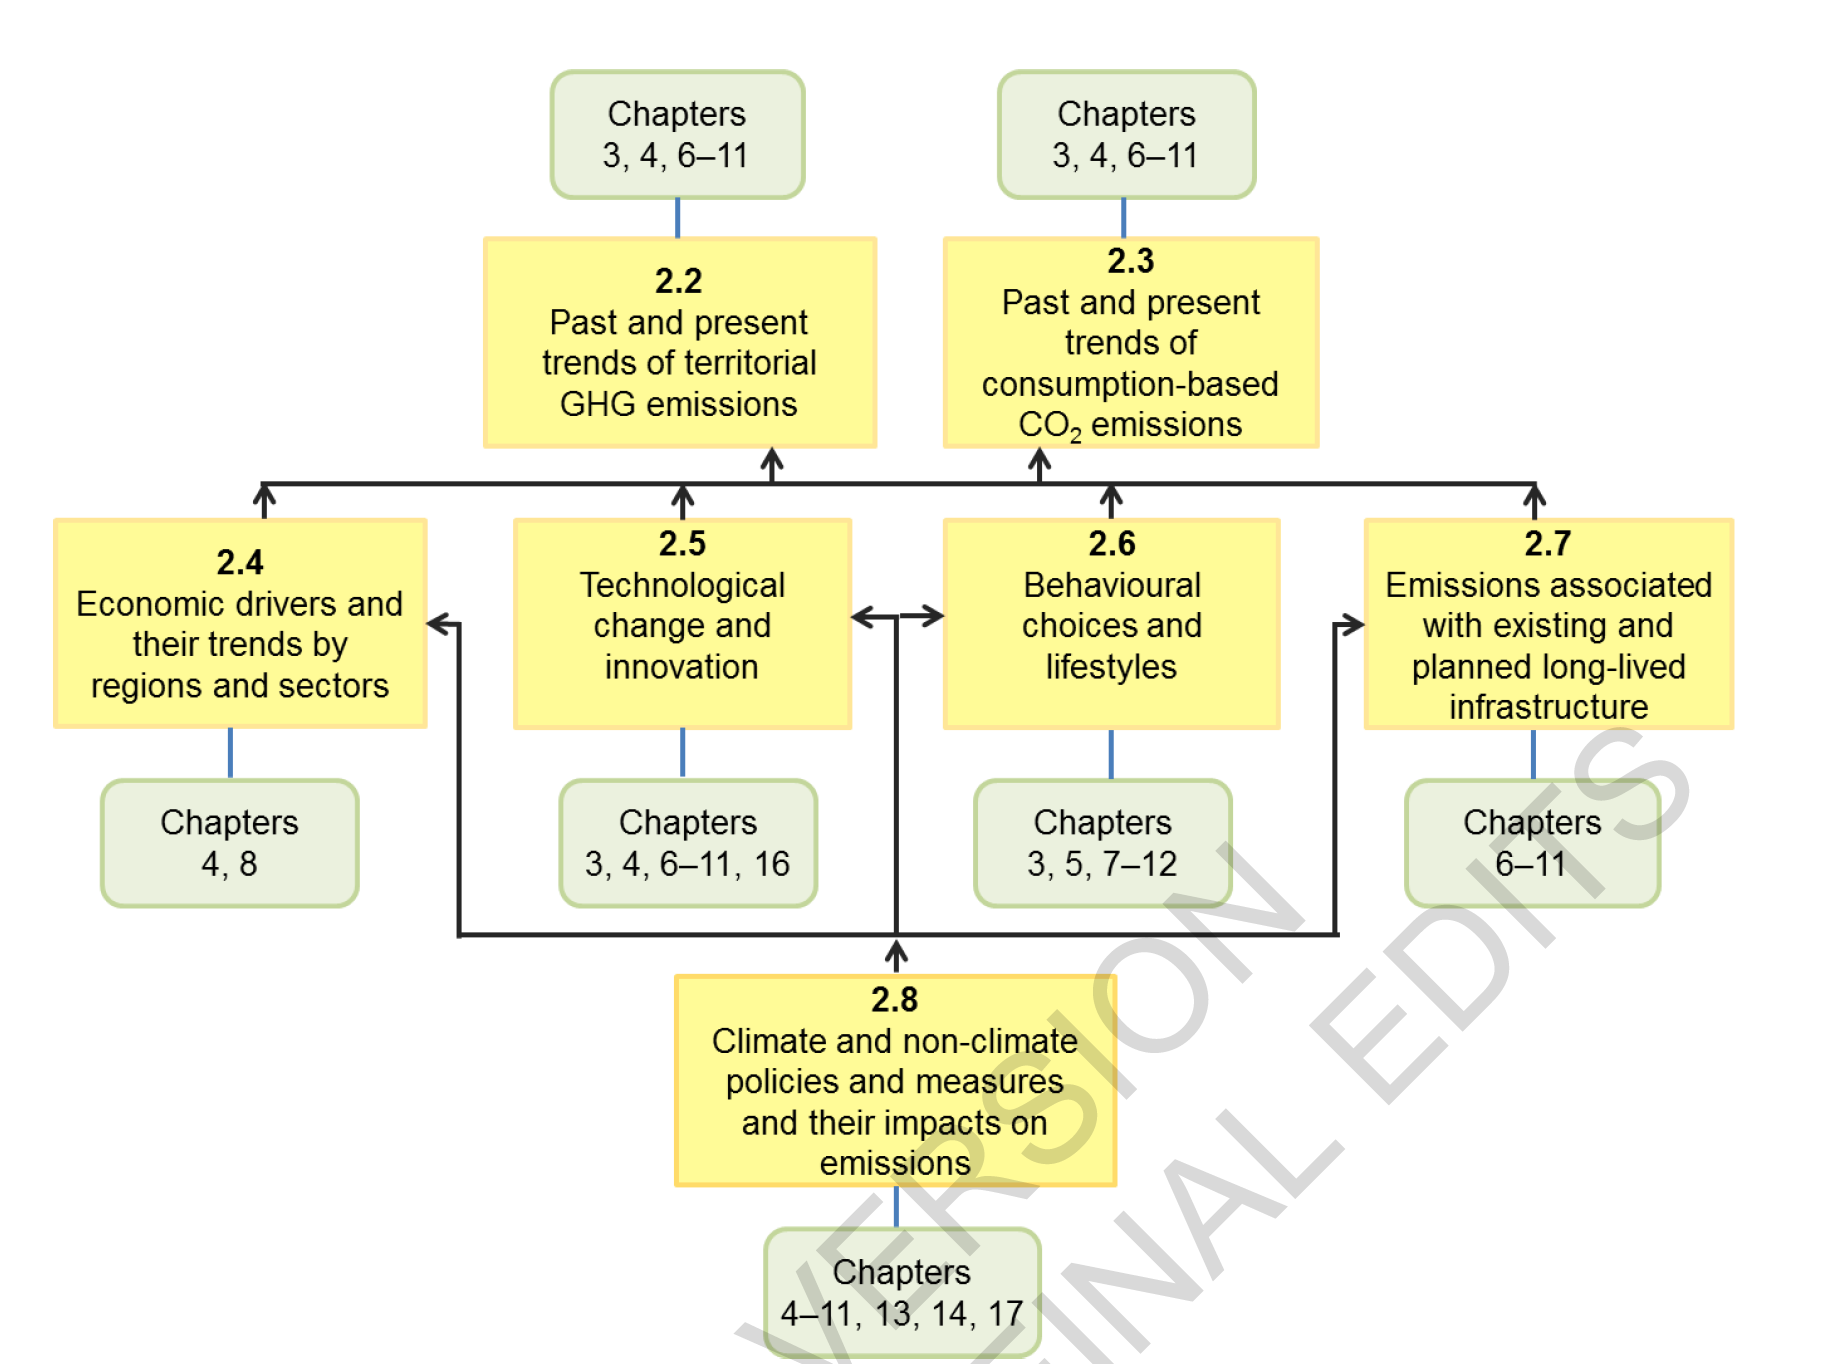 Chapters
3, 4, 6–11
Chapters
3, 4, 6–11
2.2
Past and present
trends of territorial
GHG emissions
2.3
Past and present
trends of
consumption-based
CO₂ emissions
2.4
Economic drivers and
their trends by
regions and sectors
2.5
Technological
change and
innovation
2.6
Behavioural
choices and
lifestyles
2.7
Emissions associated
with existing and
planned long-lived
infrastructure
Chapters
4, 8
Chapters
3, 4, 6–11, 16
Chapters
3, 5, 7–12
Chapters
6–11
2.8
Climate and non-climate
policies and measures
and their impacts on
emissions
Chapters
4–11, 13, 14, 17
VERSION
FINAL EDITS